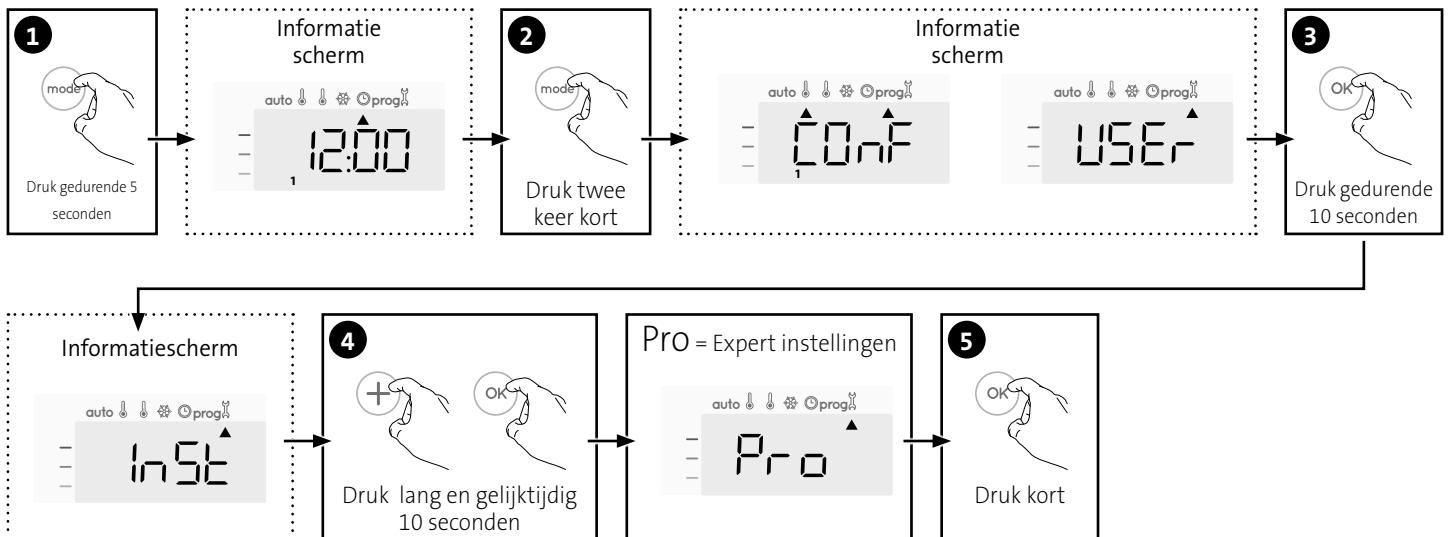 1
mode
Druk gedurende 5
seconden
Informatie
scherm
auto prog
12:00
1
2
mode
Druk twee
keer kort
Informatie
scherm
auto prog
COnF
1
auto prog
USEr
3
OK
Druk gedurende
10 seconden
Informatiescherm
auto prog
InSt
4
+
OK
Druk lang en gelijktijdig
10 seconden
Pro = Expert instellingen
auto prog
Pro
5
OK
Druk kort